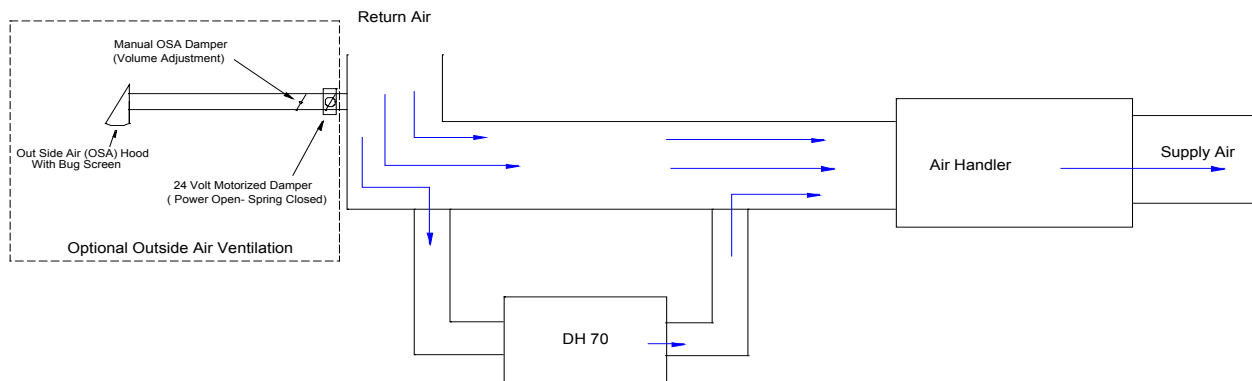 Return Air
Manual OSA Damper
(Volume Adjustment)
Out Side Air (OSA) Hood
With Bug Screen
24 Volt Motorized Damper
( Power Open- Spring Closed)
Optional Outside Air Ventilation
Air Handler
Supply Air
DH 70